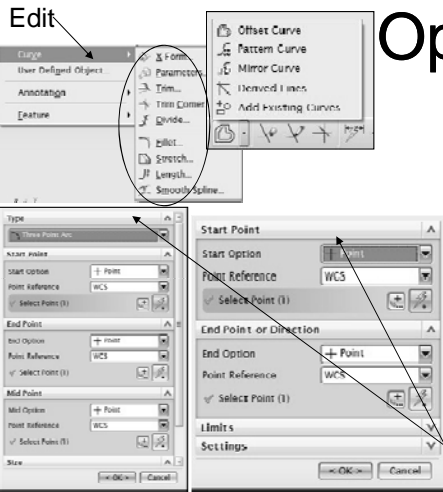 Edit
Op
Curve
User Defined Object...
Annotation
Feature
X Form...
Parameters...
Trim...
Trim Corner
Divide...
Fillet...
Stretch...
Length...
Smooth Spline...
Offset Curve
Pattern Curve
Mirror Curve
Derived Lines
Add Existing Curves
Type
Three Point Arc
Start Point
Start Option
Point
Point Reference
WCS
Select Point (1)
End Point
End Option
Point
Point Reference
WCS
Select Point (1)
Mid Point
Mid Option
Point
Point Reference
WCS
Select Point (1)
Size
<OK>
Cancel
Start Point
Start Option
Point
Point Reference
WCS
Select Point (1)
End Point or Direction
End Option
Point
Point Reference
WCS
Select Point (1)
Limits
Settings
<OK>
Cancel